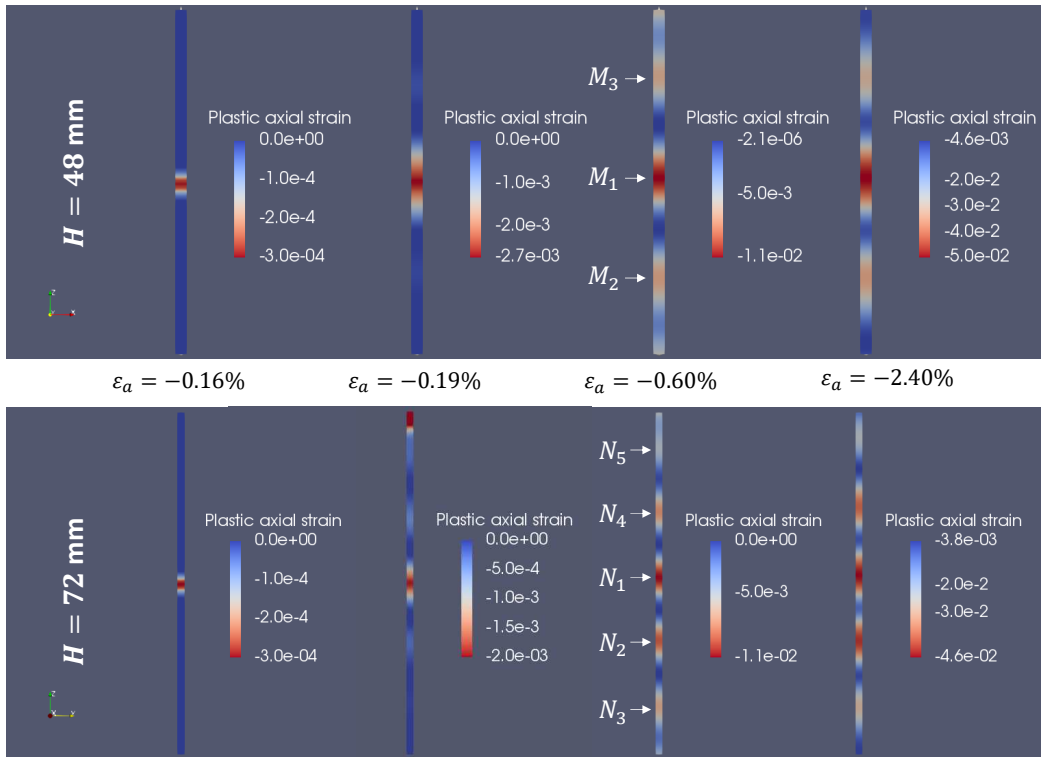 H = 48 mm
Plastic axial strain
0.0e+00
-1.0e-4
-2.0e-4
-3.0e-04
Plastic axial strain
0.0e+00
-1.0e-3
-2.0e-3
-2.7e-03
M₃
M₁
M₂
Plastic axial strain
-2.1e-06
-5.0e-3
-1.1e-02
Plastic axial strain
-4.6e-03
-2.0e-2
-3.0e-2
-4.0e-2
-5.0e-02
εₐ = −0.16%
εₐ = −0.19%
εₐ = −0.60%
εₐ = −2.40%
H = 72 mm
Plastic axial strain
0.0e+00
-1.0e-4
-2.0e-4
-3.0e-04
Plastic axial strain
0.0e+00
-5.0e-4
-1.0e-3
-1.5e-3
-2.0e-03
N₅
N₄
N₁
N₂
N₃
Plastic axial strain
0.0e+00
-5.0e-3
-1.1e-02
Plastic axial strain
-3.8e-03
-2.0e-2
-3.0e-2
-4.6e-02